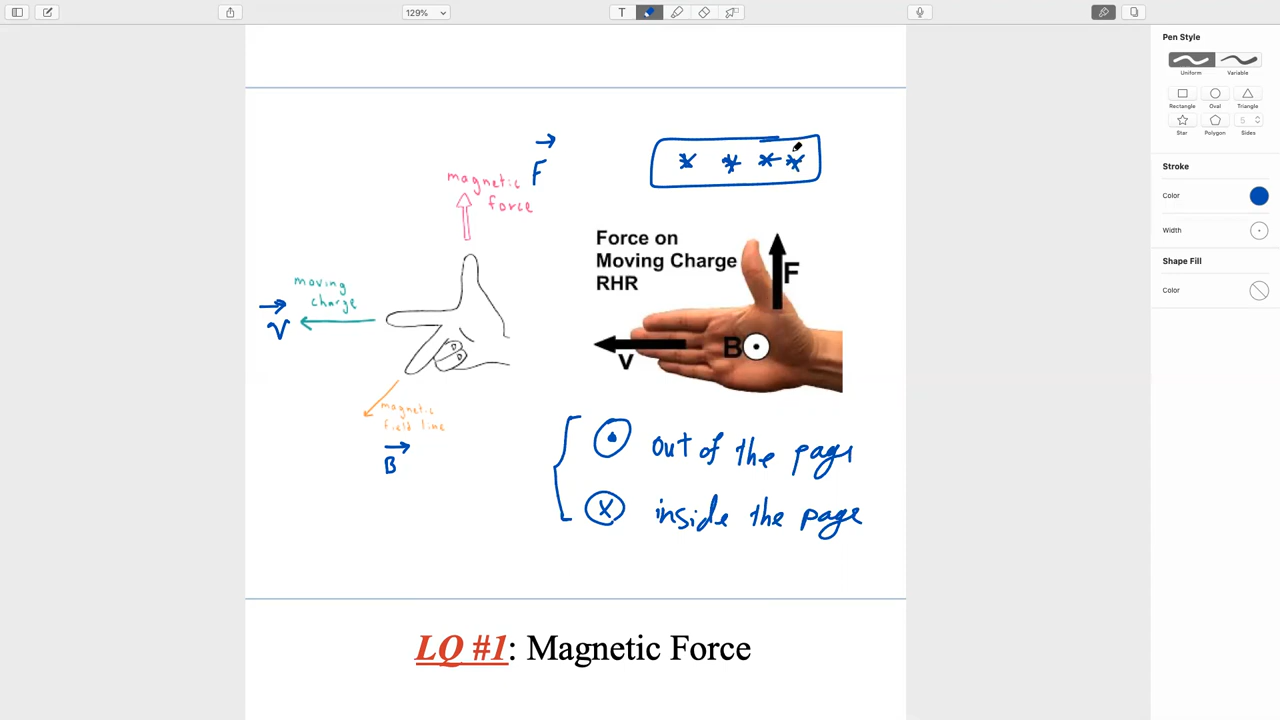 129%
T
Pen Style
Uniform
Variable
Rectangle
Oval
Triangle
Star
Polygon
5
Sides
Stroke
Color
Width
Shape Fill
Color
F
magnetic
force
* * * *
Force on
Moving Charge
RHR
F
B
v
moving
charge
V
magnetic
field line
B
out of the page
x inside the page
LQ #1: Magnetic Force